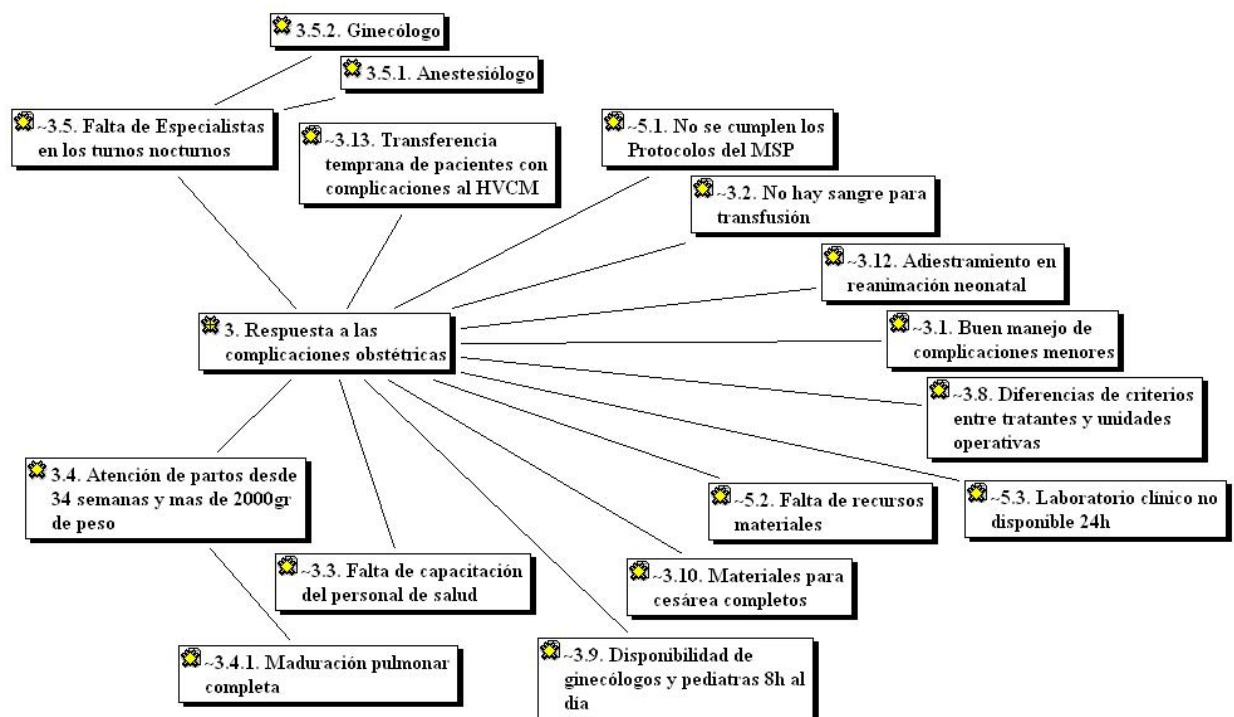 3.5.2. Ginecólogo
3.5.1. Anestesiólogo
~3.5. Falta de Especialistas
en los turnos nocturnos
~3.13. Transferencia
temprana de pacientes con
complicaciones al HVCM
~5.1. No se cumplen los
Protocolos del MSP
~3.2. No hay sangre para
transfusión
~3.12. Adiestramiento en
reanimación neonatal
3. Respuesta a las
complicaciones obstétricas
~3.1. Buen manejo de
complicaciones menores
~3.8. Diferencias de criterios
entre tratantes y unidades
operativas
3.4. Atención de partos desde
34 semanas y mas de 2000gr
de peso
~5.2. Falta de recursos
materiales
~5.3. Laboratorio clínico no
disponible 24h
~3.3. Falta de capacitación
del personal de salud
~3.10. Materiales para
cesárea completos
~3.4.1. Maduración pulmonar
completa
~3.9. Disponibilidad de
ginecólogos y pediatras 8h al
día